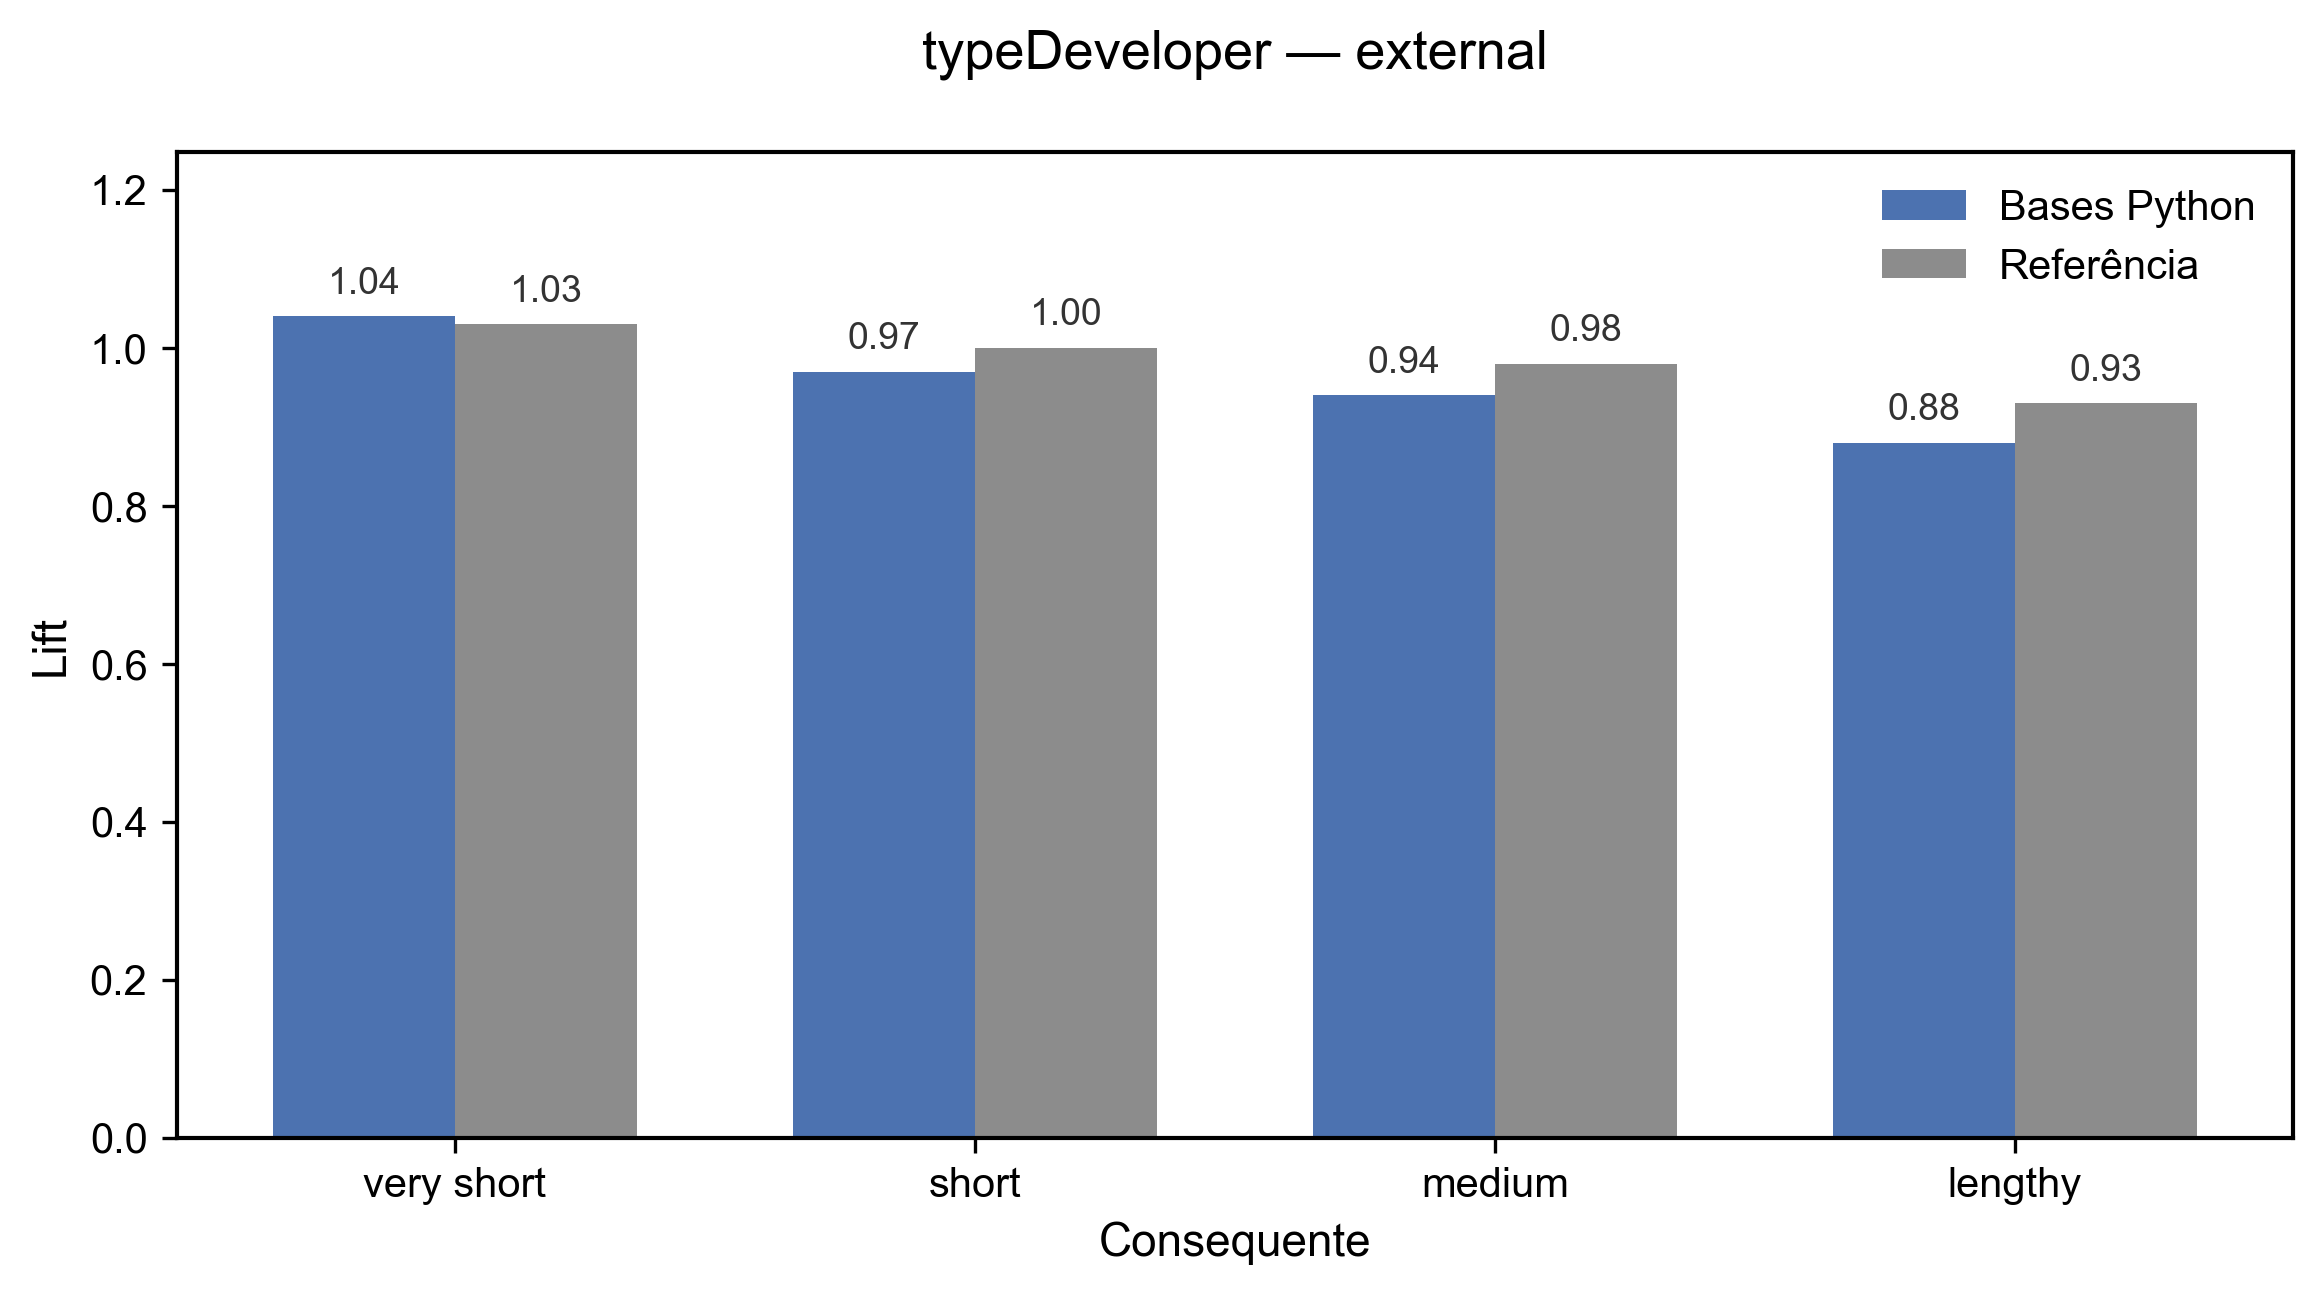 typeDeveloper — external
1.2
1.0
0.8
0.6
0.4
0.2
0.0
Lift
1.04
1.03
0.97
1.00
0.94
0.98
0.88
0.93
Bases Python
Referência
very short
short
medium
lengthy
Consequente